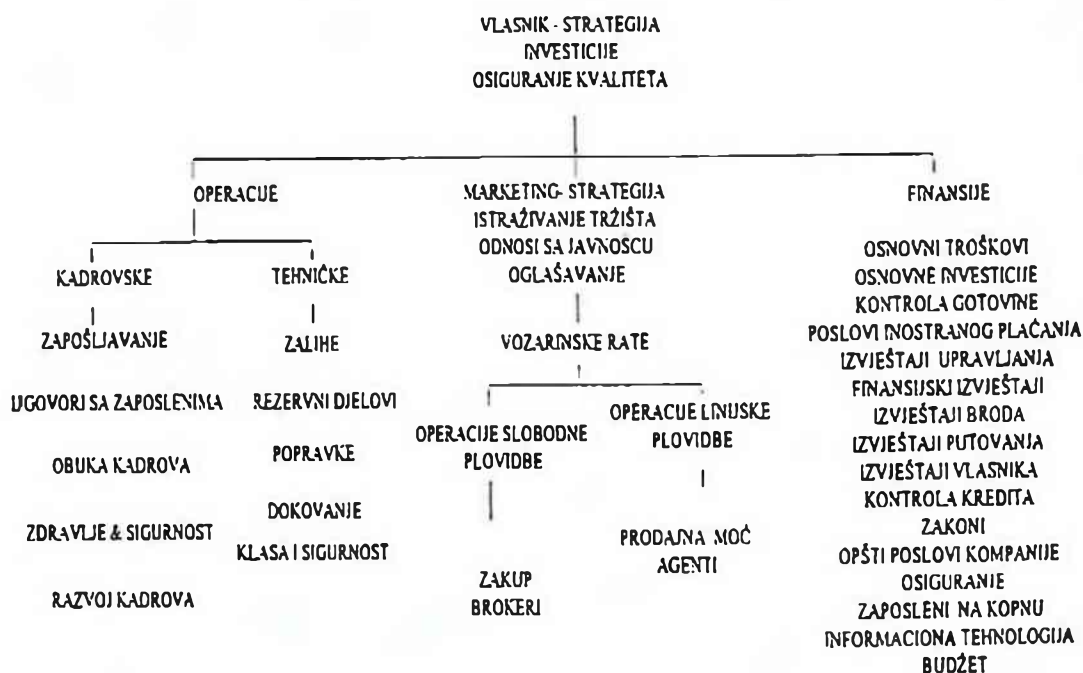 VLASNIK - STRATEGIJA
INVESTICIJE
OSIGURANJE KVALITETA
OPERACIJE
KADROVSKE
ZAPOŠLJAVANJE
UGOVORI SA ZAPOSLENIMA
OBUKA KADROVA
ZDRAVLJE & SIGURNOST
RAZVOJ KADROVA
TEHNIČKE
ZALIHE
REZERVNI DJELOVI
POPRAVKE
DOKOVANJE
KLASA I SIGURNOST
MARKETING- STRATEGIJA
ISTRAŽIVANJE TRŽIŠTA
ODNOSI SA JAVNOSCU
OGLAŠAVANJE
VOZARINSKE RATE
OPERACIJE SLOBODNE
PLOVIDBE
ZAKUP
BROKERI
OPERACIJE LINIJSKE
PLOVIDBE
PRODAJNA MOĆ
AGENTI
FINANSIJE
OSNOVNI TROŠKOVI
OSNOVNE INVESTICIJE
KONTROLA GOTOVINE
POSLOVI INOSTRANOG PLAĆANJA
IZVJEŠTAJI UPRAVLJANJA
FINANSIJSKI IZVJEŠTAJI
IZVJEŠTAJI BRODA
IZVJEŠTAJI PUTOVANJA
IZVJEŠTAJI VLASNIKA
KONTROLA KREDITA
ZAKONI
OPŠTI POSLOVI KOMPANIJE
OSIGURANJE
ZAPOSLENI NA KOPNU
INFORMACIONA TEHNOLOGIJA
BUDŽET